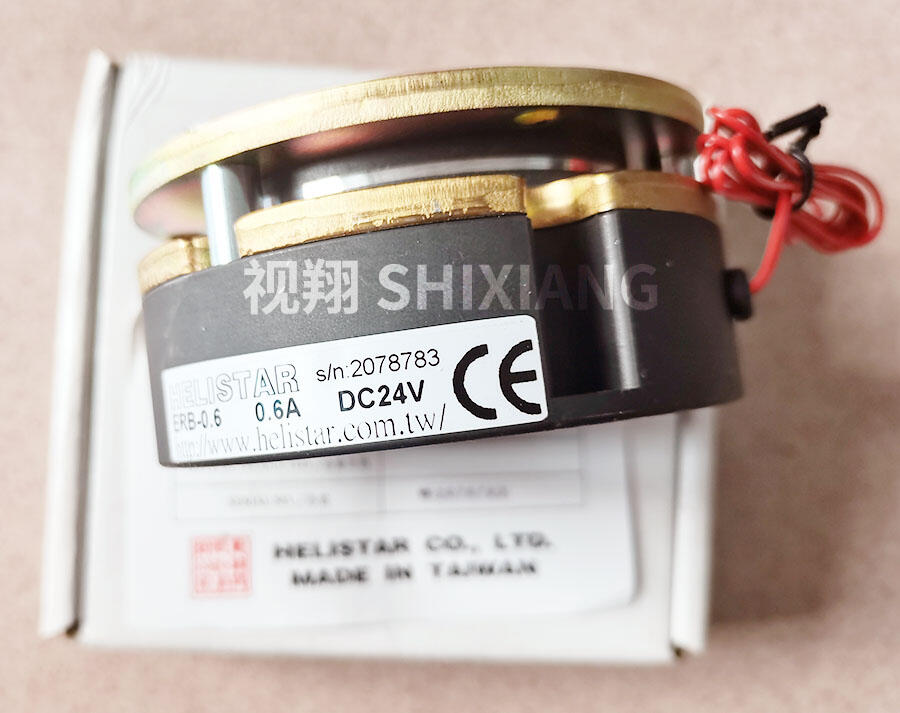 视翔 SHIXIANG
HELISTAR s/n:2078783
ERB-0.6 0.6A DC24V
http://www.helistar.com.tw/
CE
HELISTAR CO., LTD.
MADE IN TAIWAN